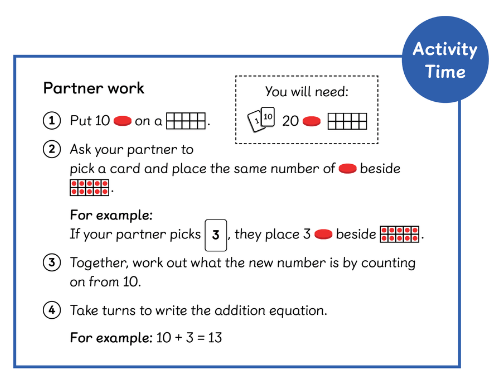 Activity
Time
Partner work
You will need:
1 10 20
1 Put 10 on a .
2 Ask your partner to
pick a card and place the same number of beside
.
For example:
If your partner picks 3 , they place 3 beside .
3 Together, work out what the new number is by counting
on from 10.
4 Take turns to write the addition equation.
For example: 10 + 3 = 13